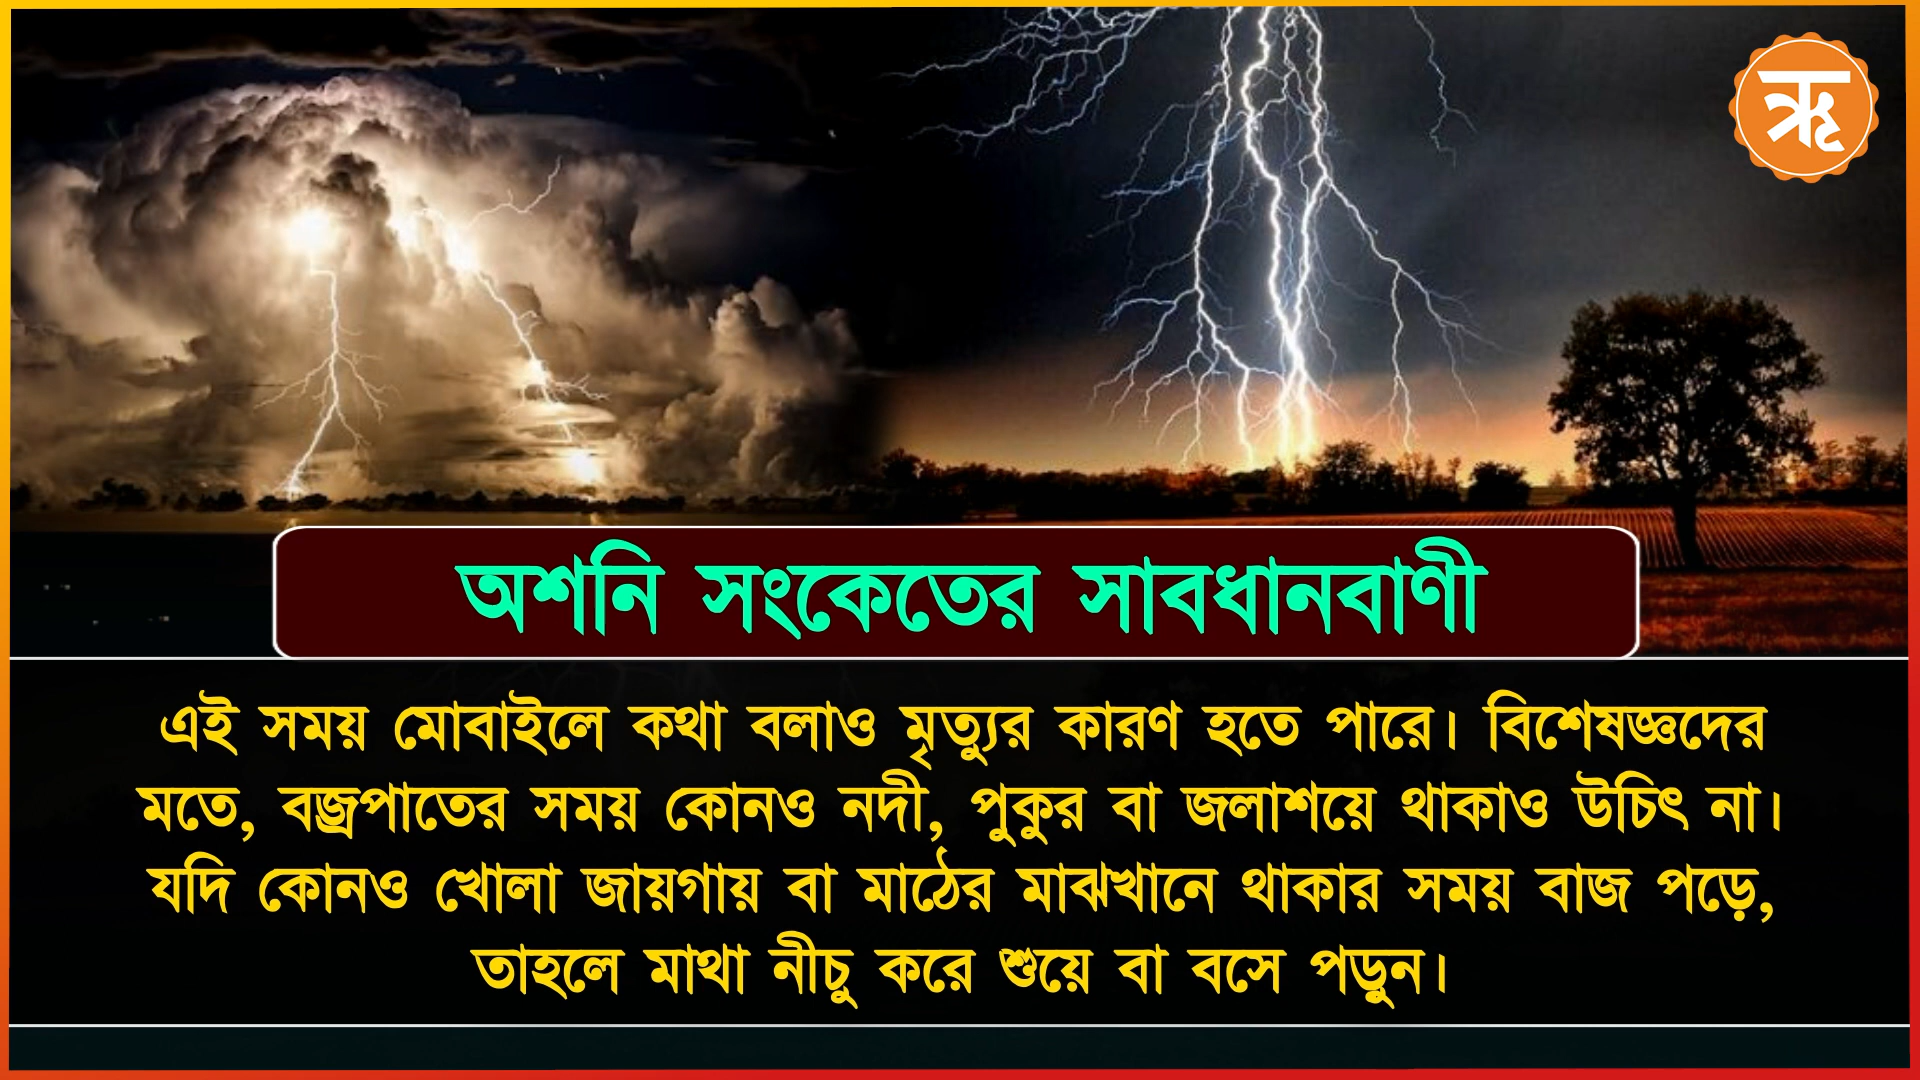 ऋ
অশনি সংকেতের সাবধানবাণী
এই সময় মোবাইলে কথা বলাও মৃত্যুর কারণ হতে পারে। বিশেষজ্ঞদের
মতে, বজ্রপাতের সময় কোনও নদী, পুকুর বা জলাশয়ে থাকাও উচিৎ না।
যদি কোনও খোলা জায়গায় বা মাঠের মাঝখানে থাকার সময় বাজ পড়ে,
তাহলে মাথা নীচু করে শুয়ে বা বসে পড়ুন।